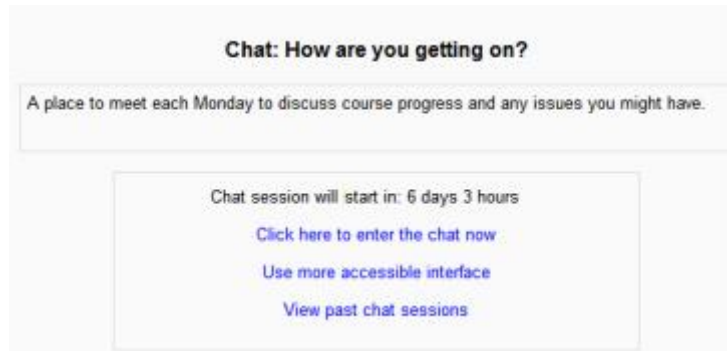 Chat: How are you getting on?
A place to meet each Monday to discuss course progress and any issues you might have.
Chat session will start in: 6 days 3 hours
Click here to enter the chat now
Use more accessible interface
View past chat sessions